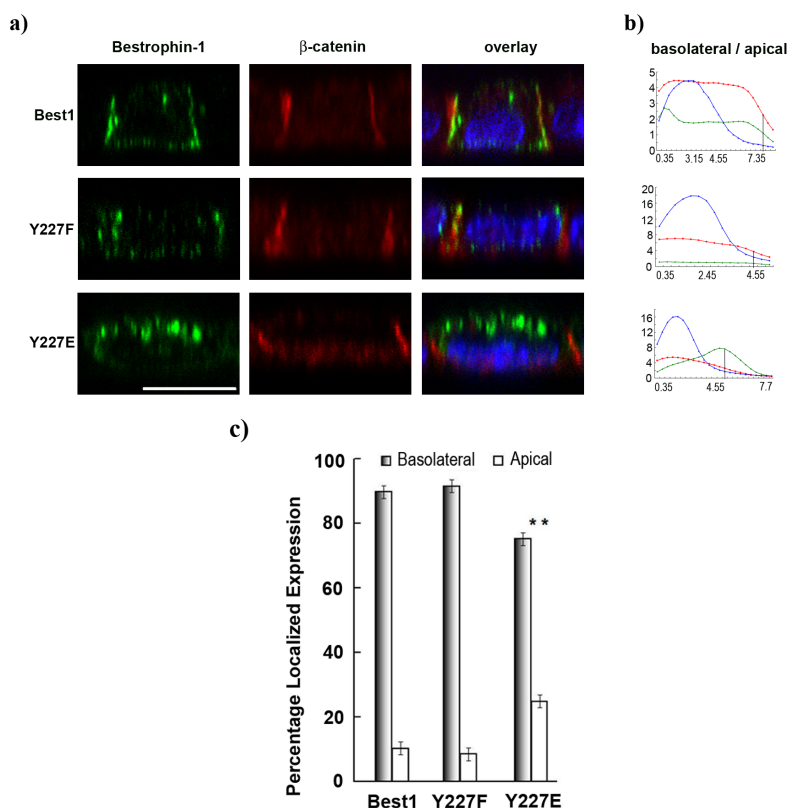 a)
Bestrophin-1 β-catenin overlay
Best1
Y227F
Y227E
b)
basolateral / apical
5
4
3
2
1
0
0.35 3.15 4.55 7.35
20
16
12
8
4
0
0.35 2.45 4.55
16
12
8
4
0
0.35 4.55 7.7
c)
Basolateral Apical
Percentage Localized Expression
100
80
60
40
20
0
**
Best1 Y227F Y227E